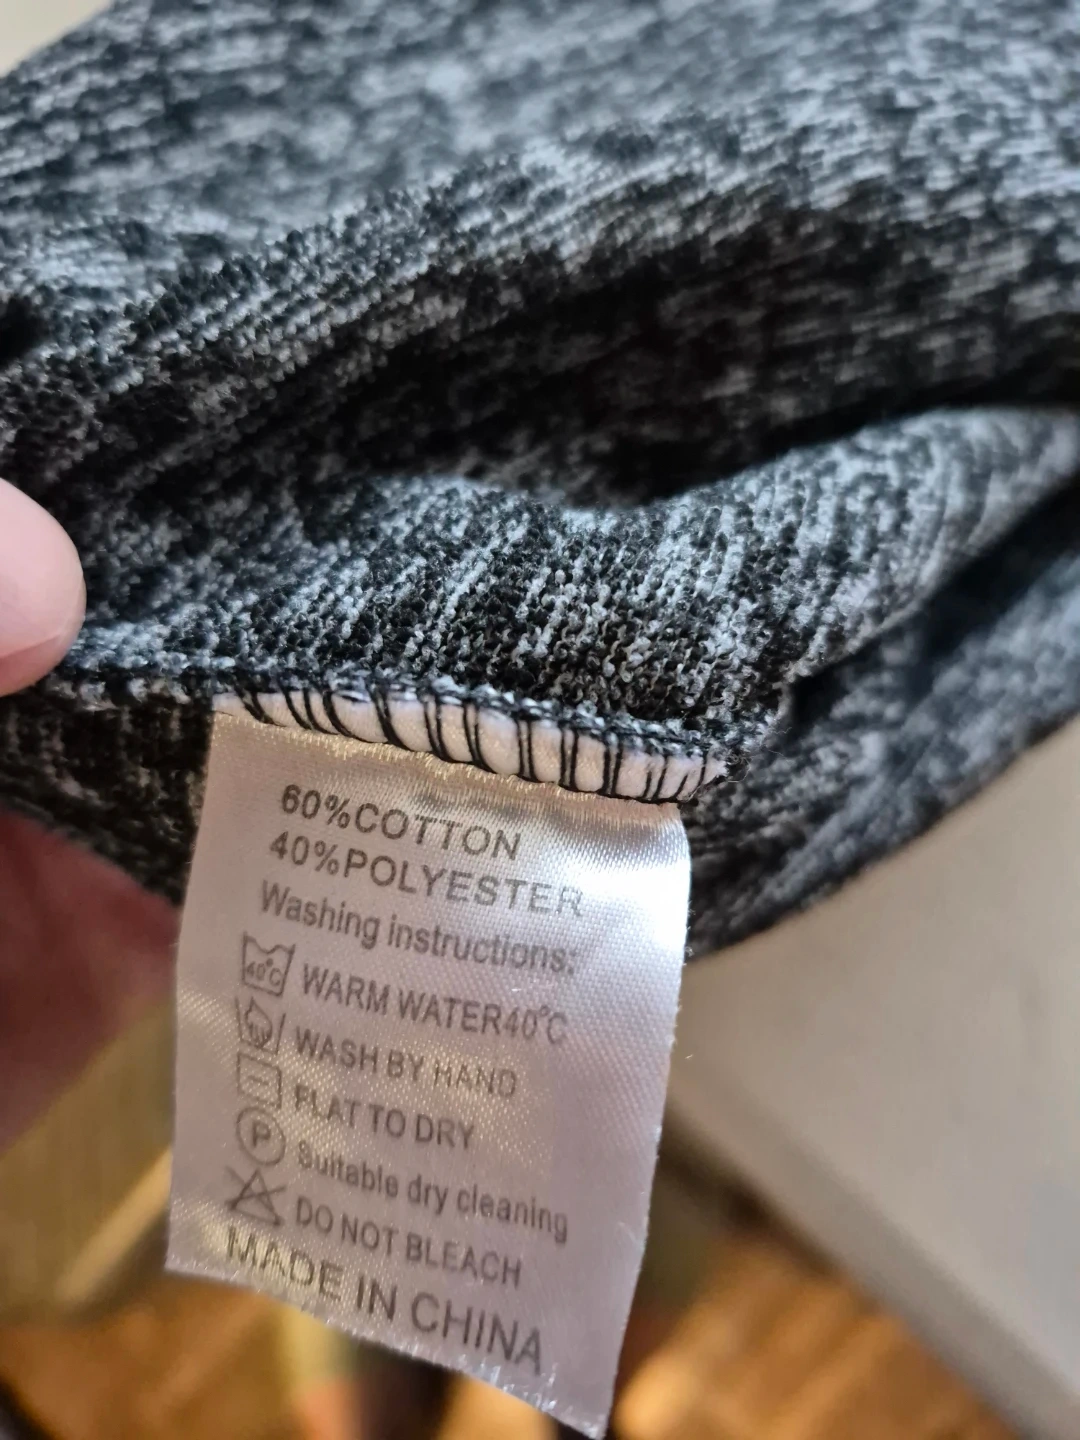 60%COTTON
40%POLYESTER
Washing instructions:
40°C WARM WATER40°C
WASH BY HAND
FLAT TO DRY
P Suitable dry cleaning
DO NOT BLEACH
MADE IN CHINA